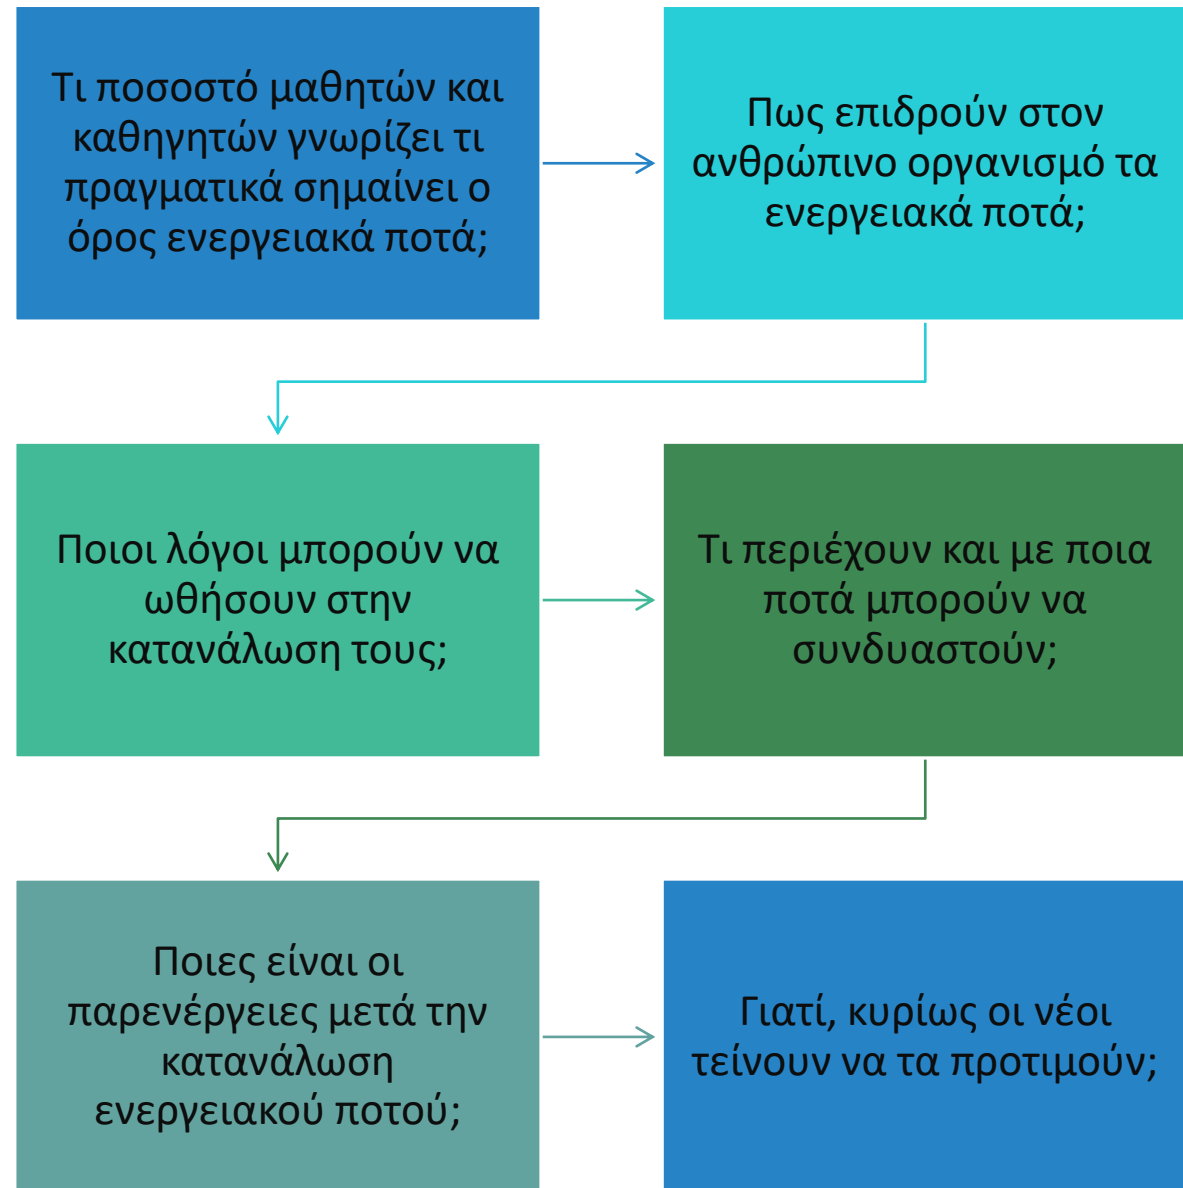 Τι ποσοστό μαθητών και
καθηγητών γνωρίζει τι
πραγματικά σημαίνει ο
όρος ενεργειακά ποτά;
Πως επιδρούν στον
ανθρώπινο οργανισμό τα
ενεργειακά ποτά;
Ποιοι λόγοι μπορούν να
ωθήσουν στην
κατανάλωση τους;
Τι περιέχουν και με ποια
ποτά μπορούν να
συνδυαστούν;
Ποιες είναι οι
παρενέργειες μετά την
κατανάλωση
ενεργειακού ποτού;
Γιατί, κυρίως οι νέοι
τείνουν να τα προτιμούν;